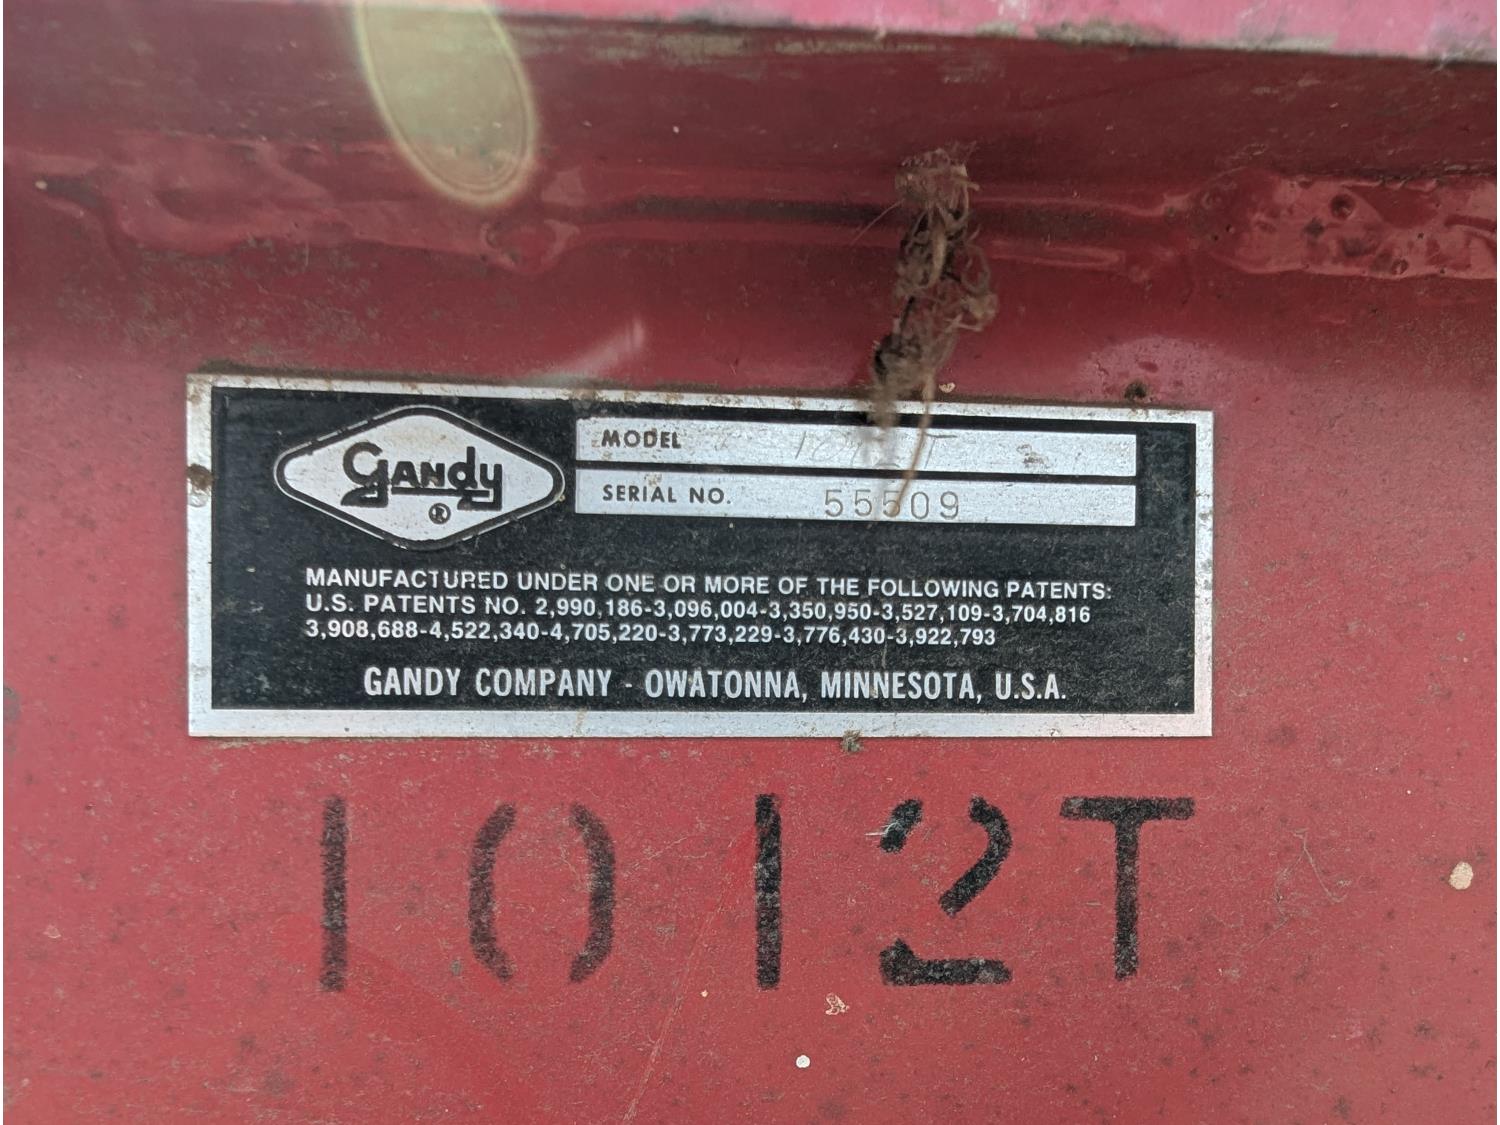 Gandy ®
MODEL 1012T
SERIAL NO. 55509
MANUFACTURED UNDER ONE OR MORE OF THE FOLLOWING PATENTS:
U.S. PATENTS NO. 2,990,186-3,096,004-3,350,950-3,527,109-3,704,816
3,908,688-4,522,340-4,705,220-3,773,229-3,776,430-3,922,793
GANDY COMPANY - OWATONNA, MINNESOTA, U.S.A.
1012T